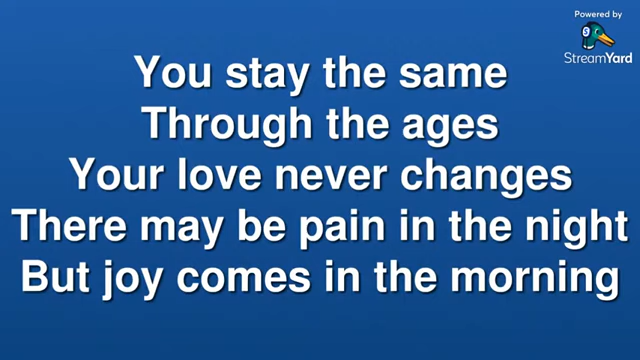 Powered by
StreamYard
You stay the same
Through the ages
Your love never changes
There may be pain in the night
But joy comes in the morning